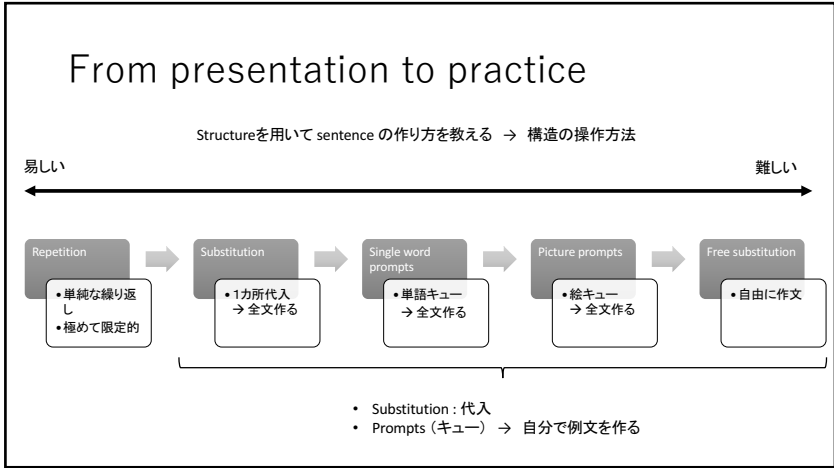 From presentation to practice
Structureを用いて sentence の作り方を教える → 構造の操作方法
易しい
難しい
Repetition
•単純な繰り返
し
•極めて限定的
Substitution
•1カ所代入
→ 全文作る
Single word
prompts
•単語キュー
→ 全文作る
Picture prompts
•絵キュー
→ 全文作る
Free substitution
•自由に作文
• Substitution : 代入
• Prompts（キュー） → 自分で例文を作る